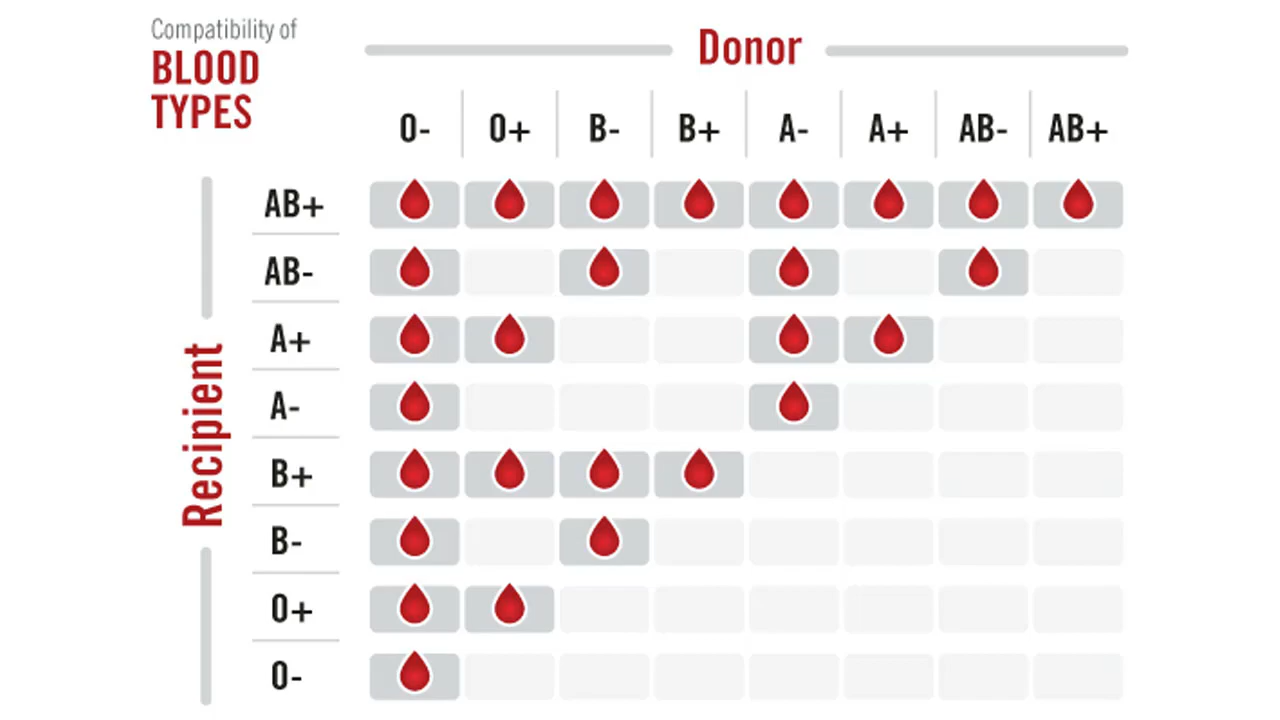 Compatibility of
BLOOD
TYPES
Donor
O- O+ B- B+ A- A+ AB- AB+
Recipient
AB+
AB-
A+
A-
B+
B-
O+
O-